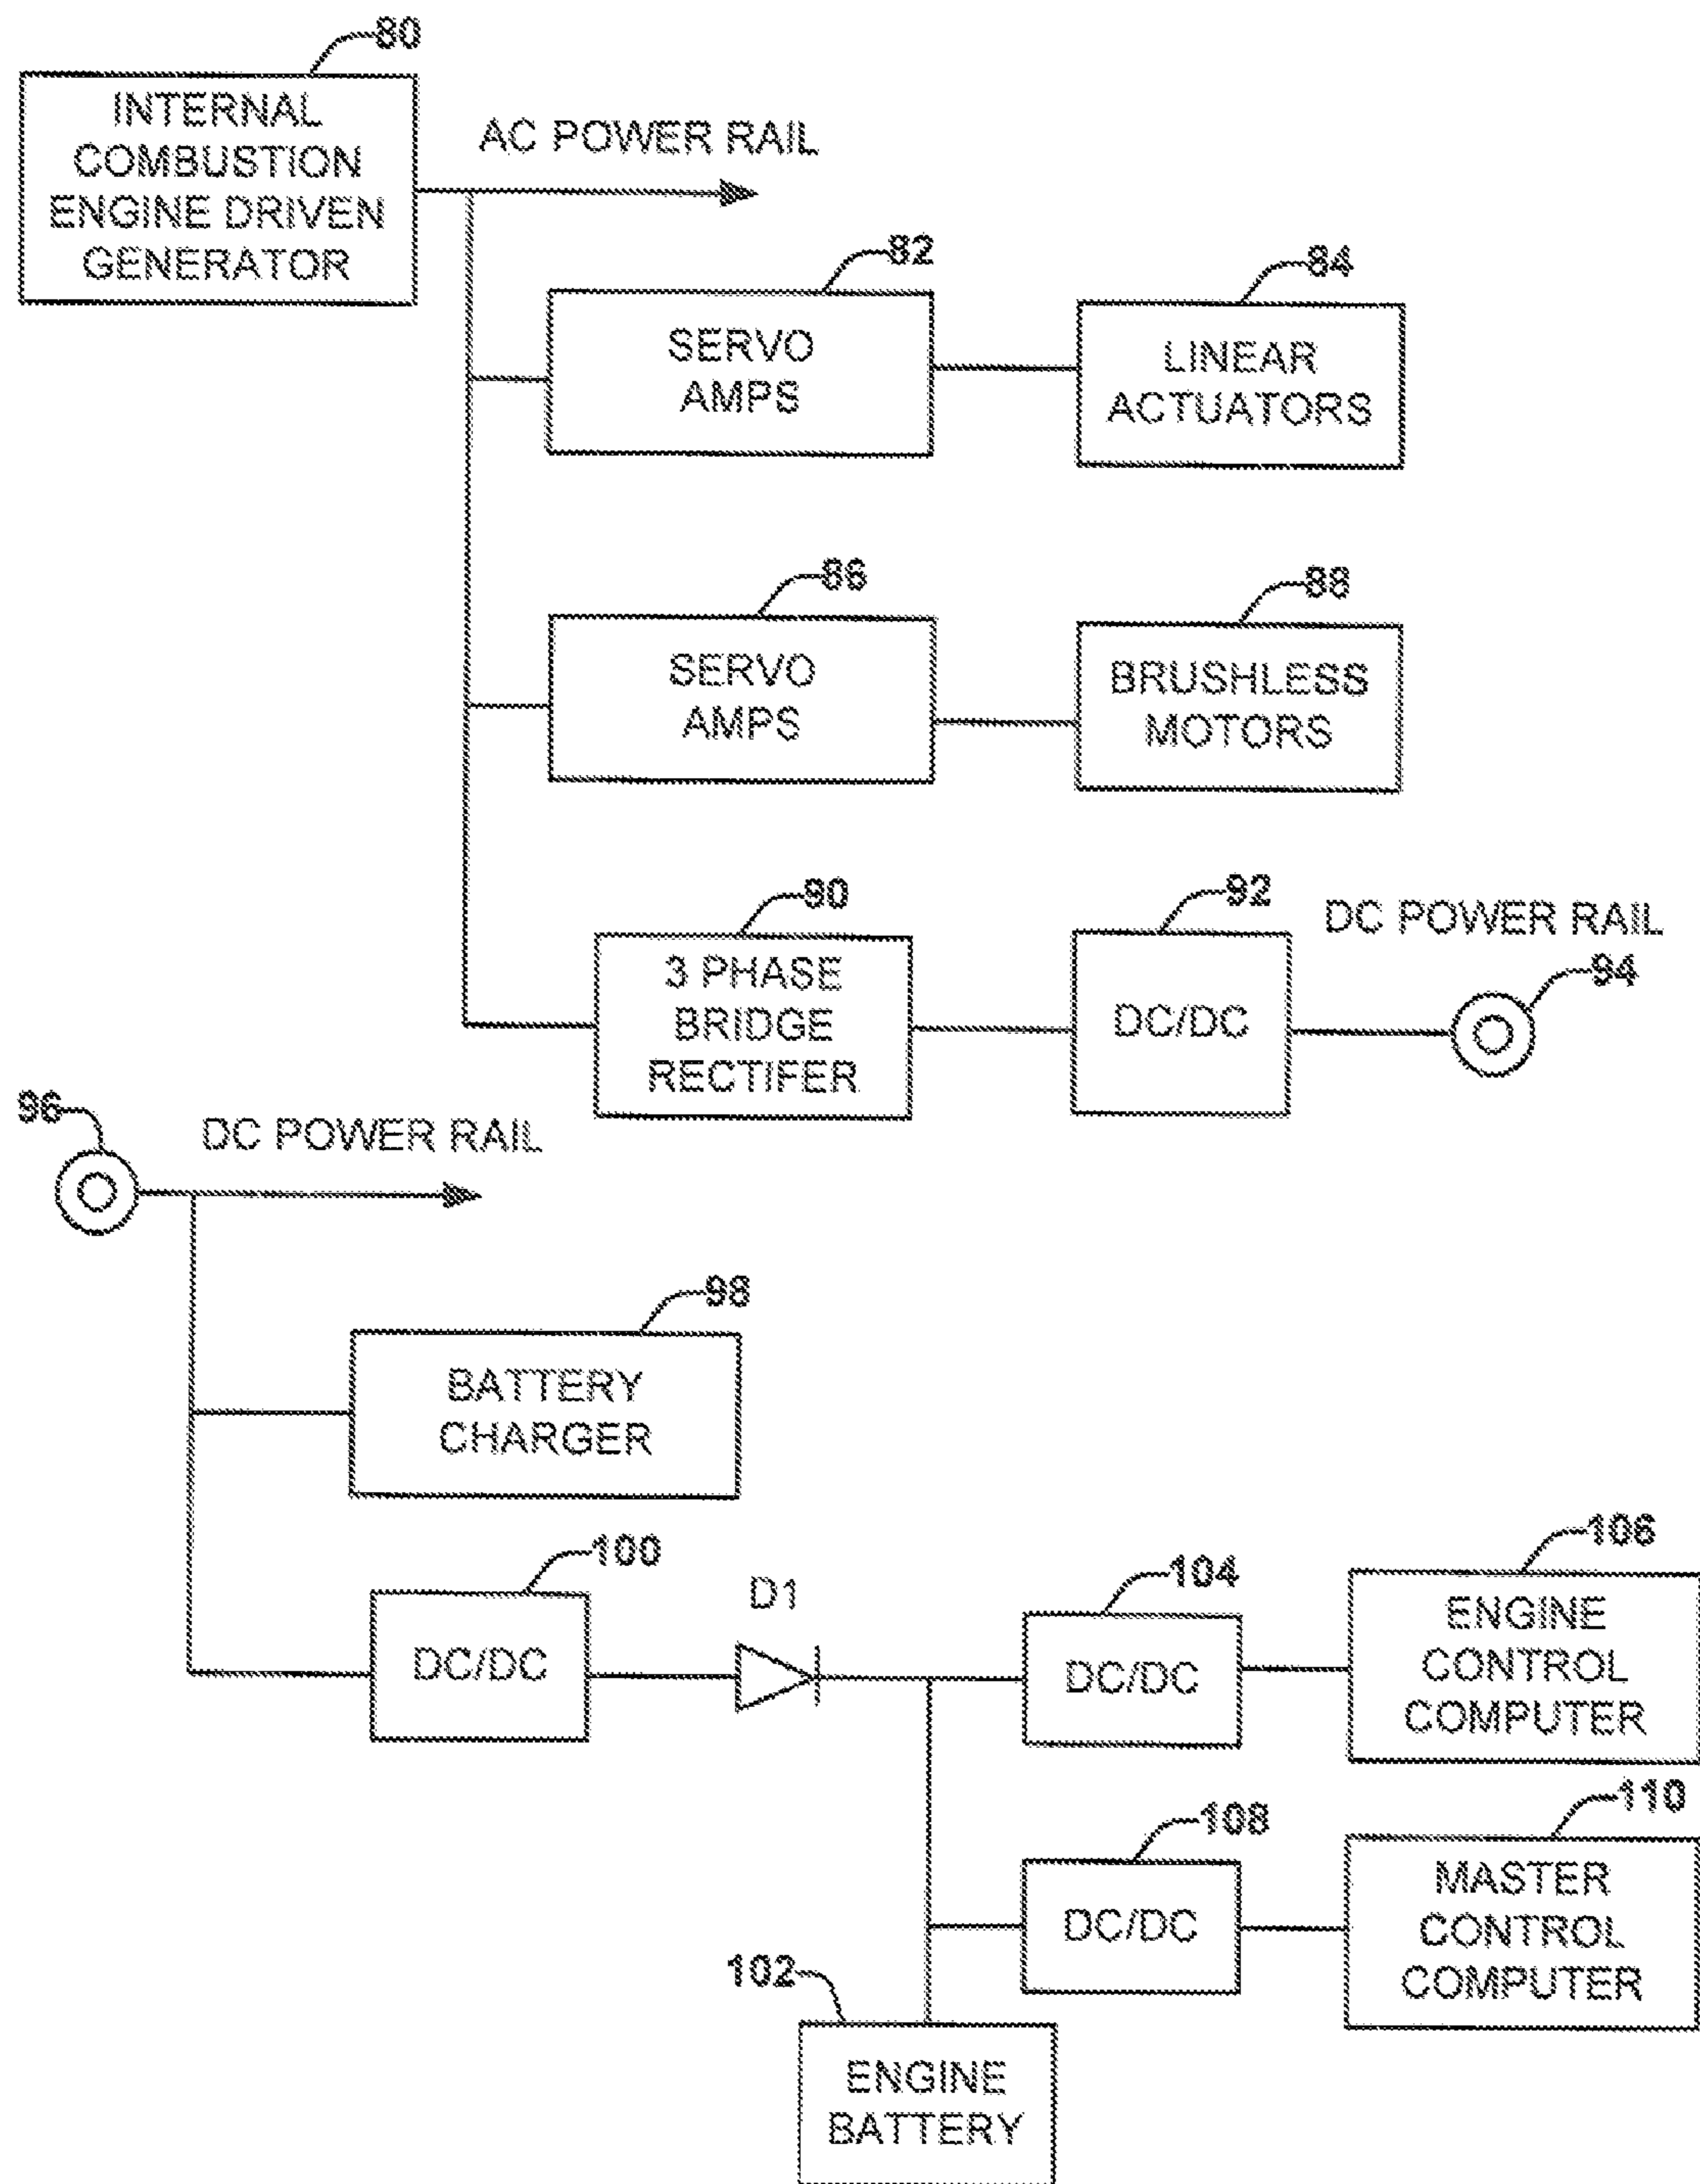 80
INTERNAL
COMBUSTION
ENGINE DRIVEN
GENERATOR
AC POWER RAIL
82
SERVO
AMPS
84
LINEAR
ACTUATORS
86
SERVO
AMPS
88
BRUSHLESS
MOTORS
90
3 PHASE
BRIDGE
RECTIFER
92
DC/DC
DC POWER RAIL
94
96
DC POWER RAIL
98
BATTERY
CHARGER
100
DC/DC
D1
104
DC/DC
106
ENGINE
CONTROL
COMPUTER
108
DC/DC
110
MASTER
CONTROL
COMPUTER
102
ENGINE
BATTERY